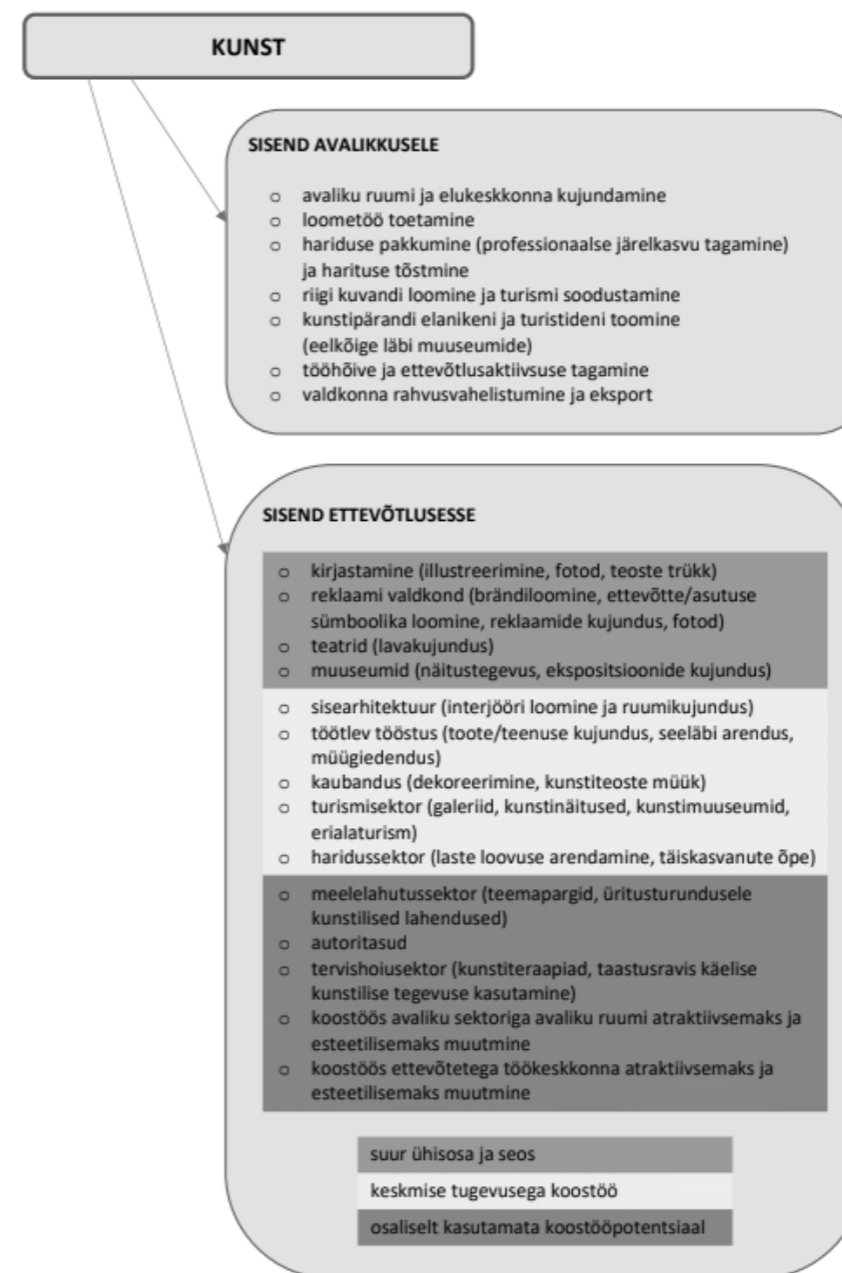 KUNST
SISEND AVALIKKUSELE
o avaliku ruumi ja elukeskkonna kujundamine
o loometöö toetamine
o hariduse pakkumine (professionaalse järelkasvu tagamine)
ja harituse tõstmine
o riigi kuvandi loomine ja turismi soodustamine
o kunstipärandi elanikeni ja turistideni toomine
(eelkõige läbi muuseumide)
o tööhõive ja ettevõtlusaktiivsuse tagamine
o valdkonna rahvusvahelistumine ja eksport
SISEND ETTEVÕTLUSESSE
o kirjastamine (illustreerimine, fotod, teoste trükk)
o reklaami valdkond (brändiloomine, ettevõtte/asutuse
sümboolika loomine, reklaamide kujundus, fotod)
o teatrid (lavakujundus)
o muuseumid (näitustegevus, ekspositsioonide kujundus)
o sisearhitektuur (interjööri loomine ja ruumikujundus)
o töötlev tööstus (toote/teenuse kujundus, seeläbi arendus,
müügiedendus)
o kaubandus (dekoreerimine, kunstiteoste müük)
o turismisektor (galeriid, kunstinäitused, kunstimuuseumid,
erialaturism)
o haridussektor (laste loovuse arendamine, täiskasvanute õpe)
o meelelahutussektor (teemapargid, üritusturundusele
kunstilised lahendused)
o autoritasud
o tervishoiusektor (kunstiteraapiad, taastusravis käelise
kunstilise tegevuse kasutamine)
o koostöös avaliku sektoriga avaliku ruumi atraktiivsemaks ja
esteetilisemaks muutmine
o koostöös ettevõtetega töökeskkonna atraktiivsemaks ja
esteetilisemaks muutmine
suur ühisosa ja seos
keskmise tugevusega koostöö
osaliselt kasutamata koostööpotentsiaal